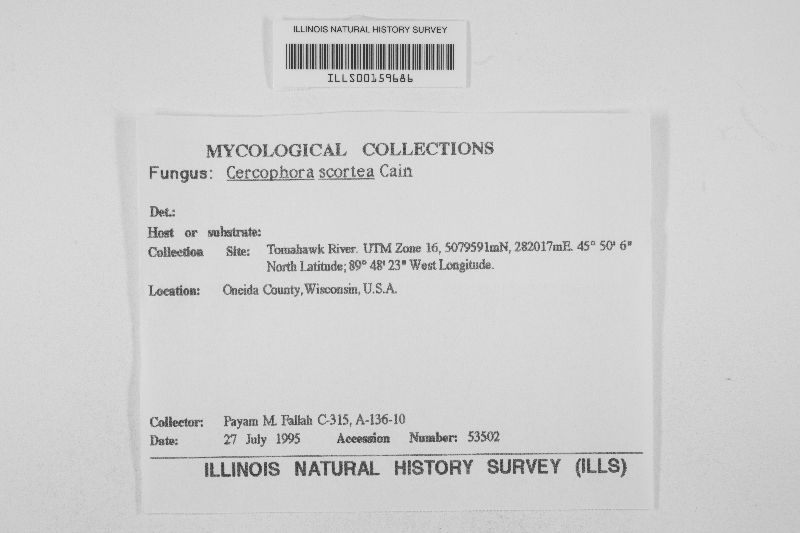 ILLINOIS NATURAL HISTORY SURVEY
ILLS00159686
MYCOLOGICAL COLLECTIONS
Fungus: Cercophora scortea Cain
Det.:
Host or substrate:
Collection Site: Tomahawk River. UTM Zone 16, 5079591mN, 282017mE. 45° 50' 6"
North Latitude; 89° 48' 23" West Longitude.
Location: Oneida County, Wisconsin, U.S.A.
Collector: Payam M. Fallah C-315, A-136-10
Date: 27 July 1995 Accession Number: 53502
ILLINOIS NATURAL HISTORY SURVEY (ILLS)